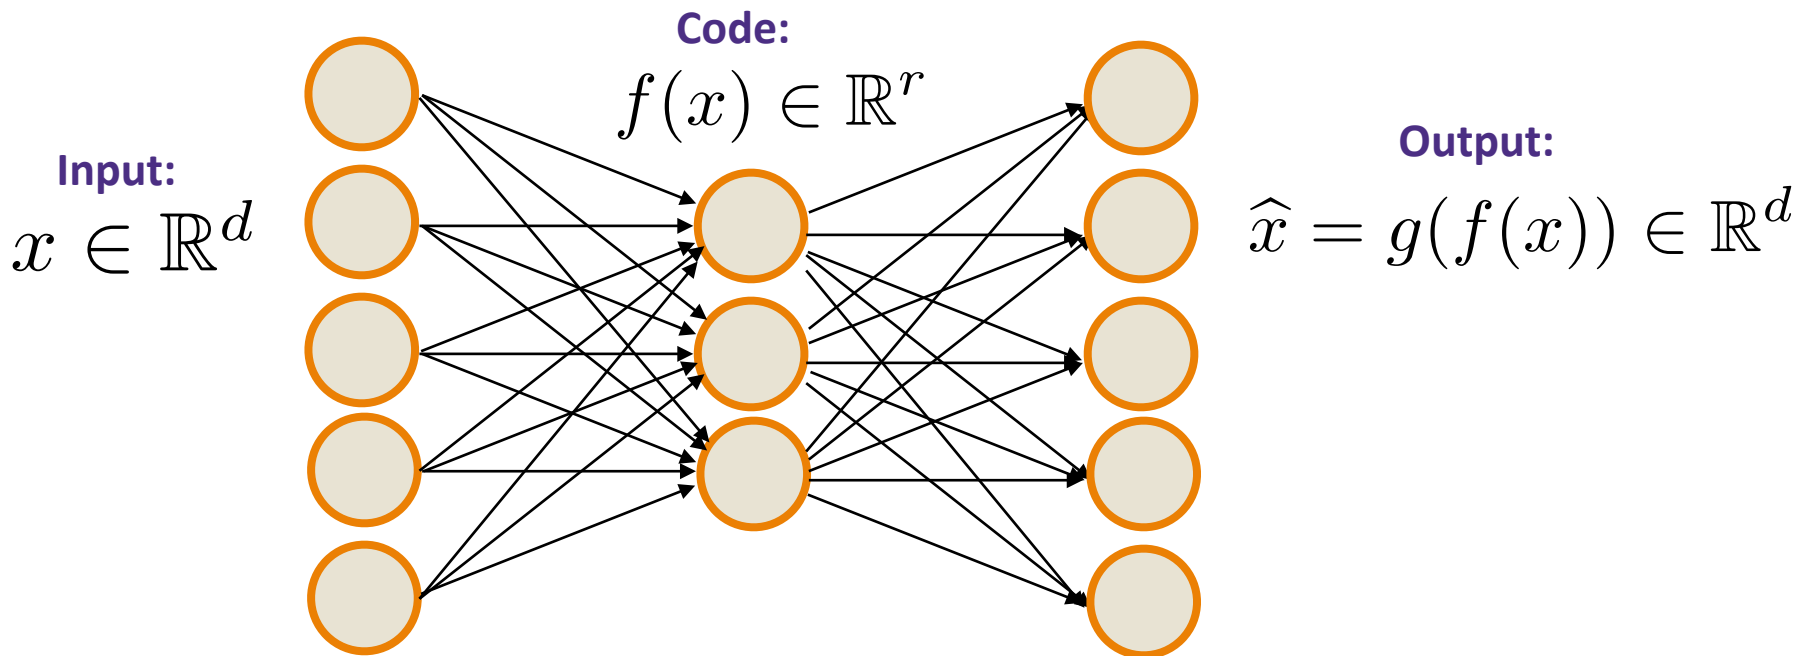 Input:
x ∈ ℝ^d
Code:
f(x) ∈ ℝ^r
Output:
x̂ = g(f(x)) ∈ ℝ^d